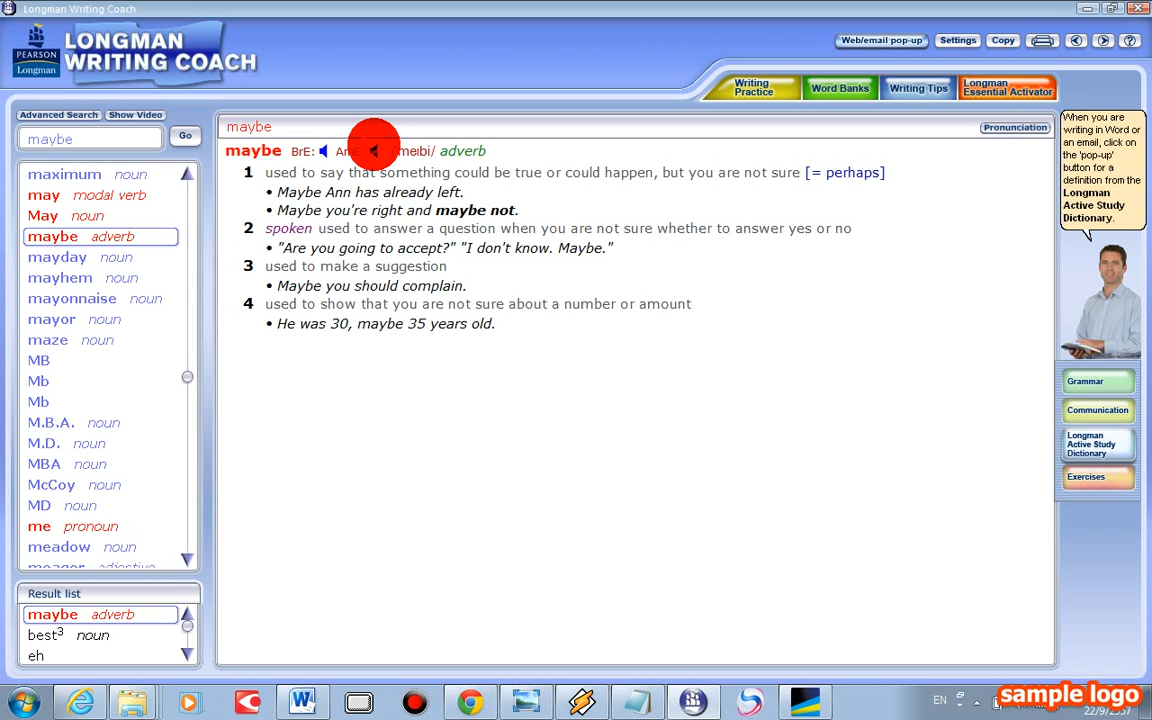 Longman Writing Coach
PEARSON
Longman
LONGMAN
WRITING COACH
Web/email pop-up
Settings
Copy
Writing
Practice
Word Banks
Writing Tips
Longman
Essential Activator
Advanced Search
Show Video
maybe
Go
maximum noun
may modal verb
May noun
maybe adverb
mayday noun
mayhem noun
mayonnaise noun
mayor noun
maze noun
MB
Mb
Mb
M.B.A. noun
M.D. noun
MBA noun
McCoy noun
MD noun
me pronoun
meadow noun
meager adjective
Result list
maybe adverb
best3 noun
eh
maybe
Pronunciation
maybe BrE: adverb
1 used to say that something could be true or could happen, but you are not sure [= perhaps]
• Maybe Ann has already left.
• Maybe you're right and maybe not.
2 spoken used to answer a question when you are not sure whether to answer yes or no
• "Are you going to accept?" "I don't know. Maybe."
3 used to make a suggestion
• Maybe you should complain.
4 used to show that you are not sure about a number or amount
• He was 30, maybe 35 years old.
When you are
writing in Word or
an email, click on
the 'pop-up'
button for a
definition from the
Longman
Active Study
Dictionary.
Grammar
Communication
Longman
Active Study
Dictionary
Exercises
EN
sample logo